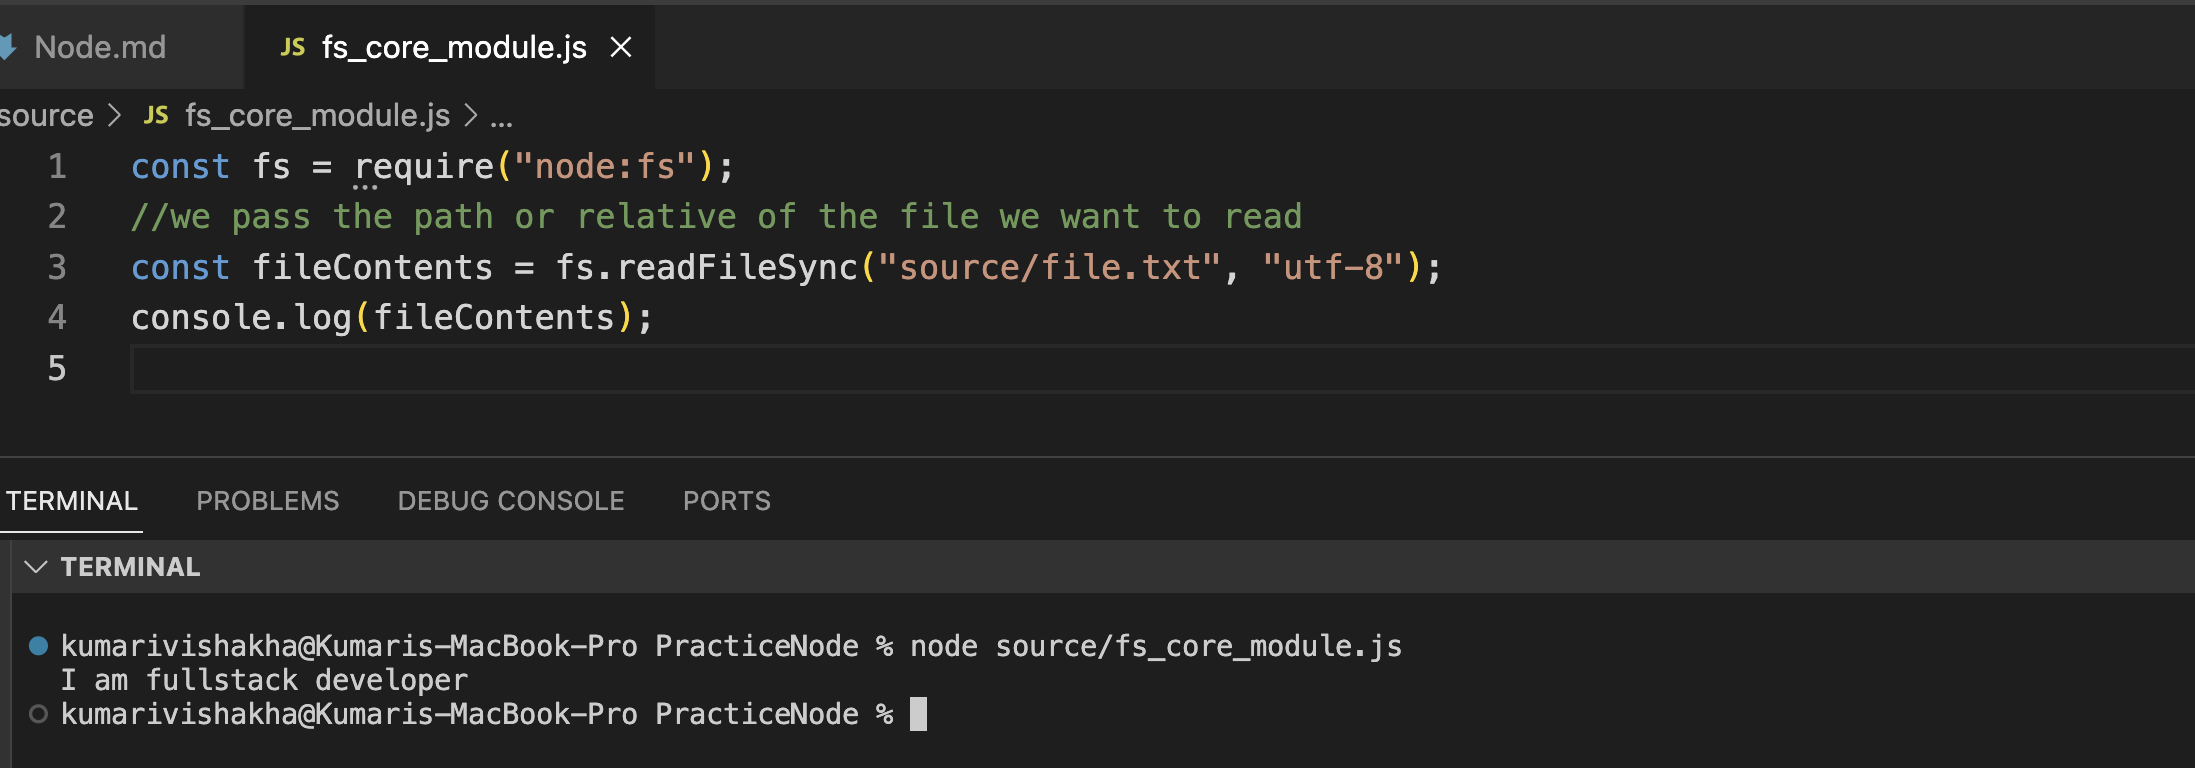 Node.md
JS fs_core_module.js
source > JS fs_core_module.js > ...
1 const fs = require("node:fs");
2 //we pass the path or relative of the file we want to read
3 const fileContents = fs.readFileSync("source/file.txt", "utf-8");
4 console.log(fileContents);
5
TERMINAL PROBLEMS DEBUG CONSOLE PORTS
TERMINAL
kumarivishakha@Kumaris-MacBook-Pro PracticeNode % node source/fs_core_module.js
I am fullstack developer
kumarivishakha@Kumaris-MacBook-Pro PracticeNode %